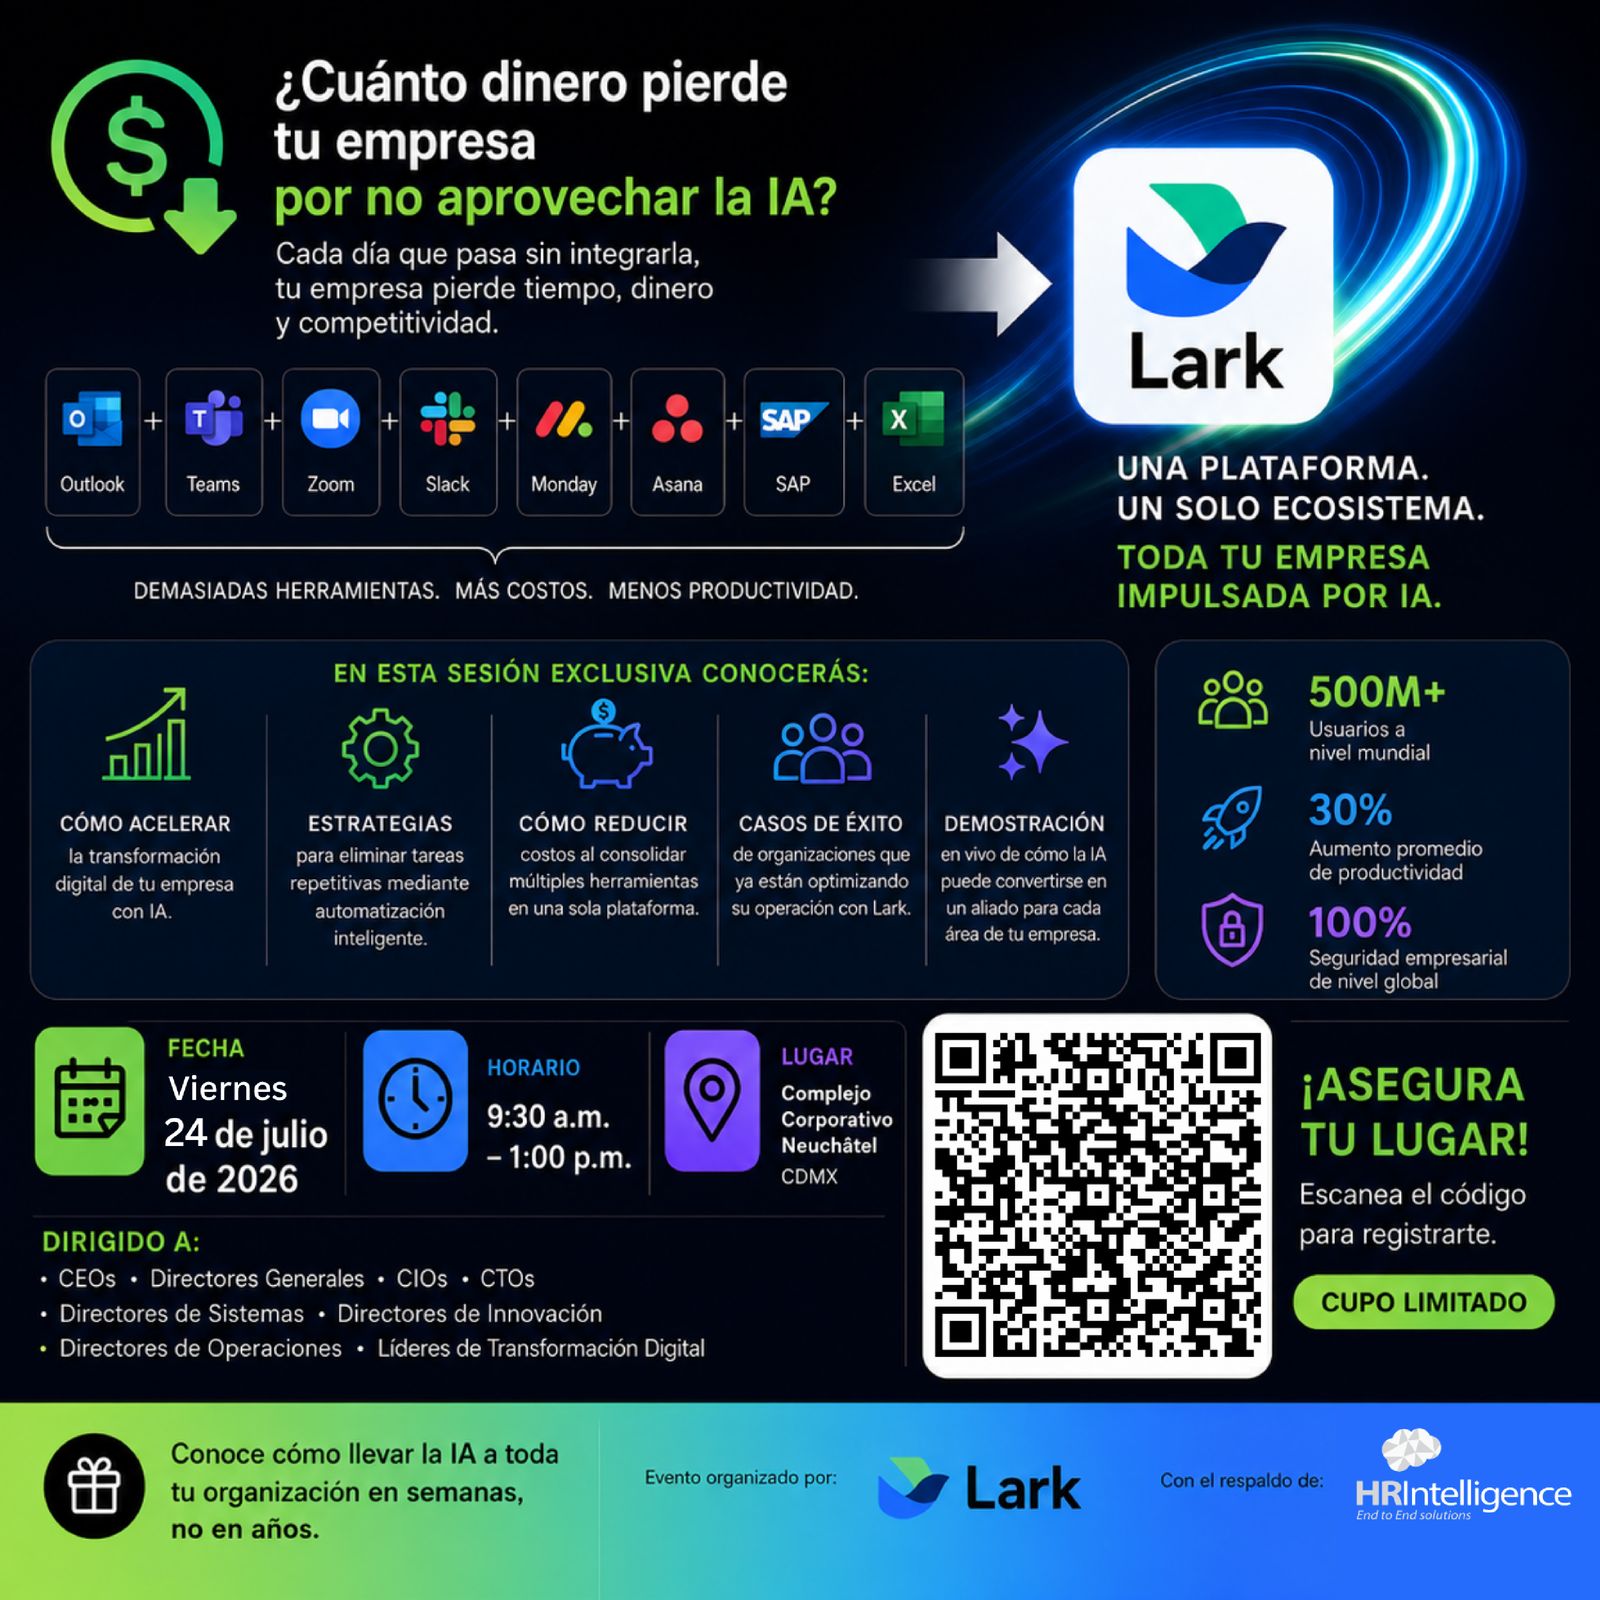 ¿Cuánto dinero pierde
tu empresa
por no aprovechar la IA?
Cada día que pasa sin integrarla,
tu empresa pierde tiempo, dinero
y competitividad.
Lark
Outlook + Teams + Zoom + Slack + Monday + Asana + SAP + Excel
DEMASIADAS HERRAMIENTAS. MÁS COSTOS. MENOS PRODUCTIVIDAD.
UNA PLATAFORMA.
UN SOLO ECOSISTEMA.
TODA TU EMPRESA
IMPULSADA POR IA.
EN ESTA SESIÓN EXCLUSIVA CONOCERÁS:
CÓMO ACELERAR
la transformación
digital de tu empresa
con IA.
ESTRATEGIAS
para eliminar tareas
repetitivas mediante
automatización
inteligente.
CÓMO REDUCIR
costos al consolidar
múltiples herramientas
en una sola plataforma.
CASOS DE ÉXITO
de organizaciones que
ya están optimizando
su operación con Lark.
DEMOSTRACIÓN
en vivo de cómo la IA
puede convertirse en
un aliado para cada
área de tu empresa.
500M+
Usuarios a
nivel mundial
30%
Aumento promedio
de productividad
100%
Seguridad empresarial
de nivel global
FECHA
Viernes
24 de julio
de 2026
HORARIO
9:30 a.m.
– 1:00 p.m.
LUGAR
Complejo
Corporativo
Neuchâtel
CDMX
DIRIGIDO A:
• CEOs • Directores Generales • CIOs • CTOs
• Directores de Sistemas • Directores de Innovación
• Directores de Operaciones • Líderes de Transformación Digital
¡ASEGURA
TU LUGAR!
Escanea el código
para registrarte.
CUPO LIMITADO
Conoce cómo llevar la IA a toda
tu organización en semanas,
no en años.
Evento organizado por:
Lark
Con el respaldo de:
HRIntelligence
End to End solutions